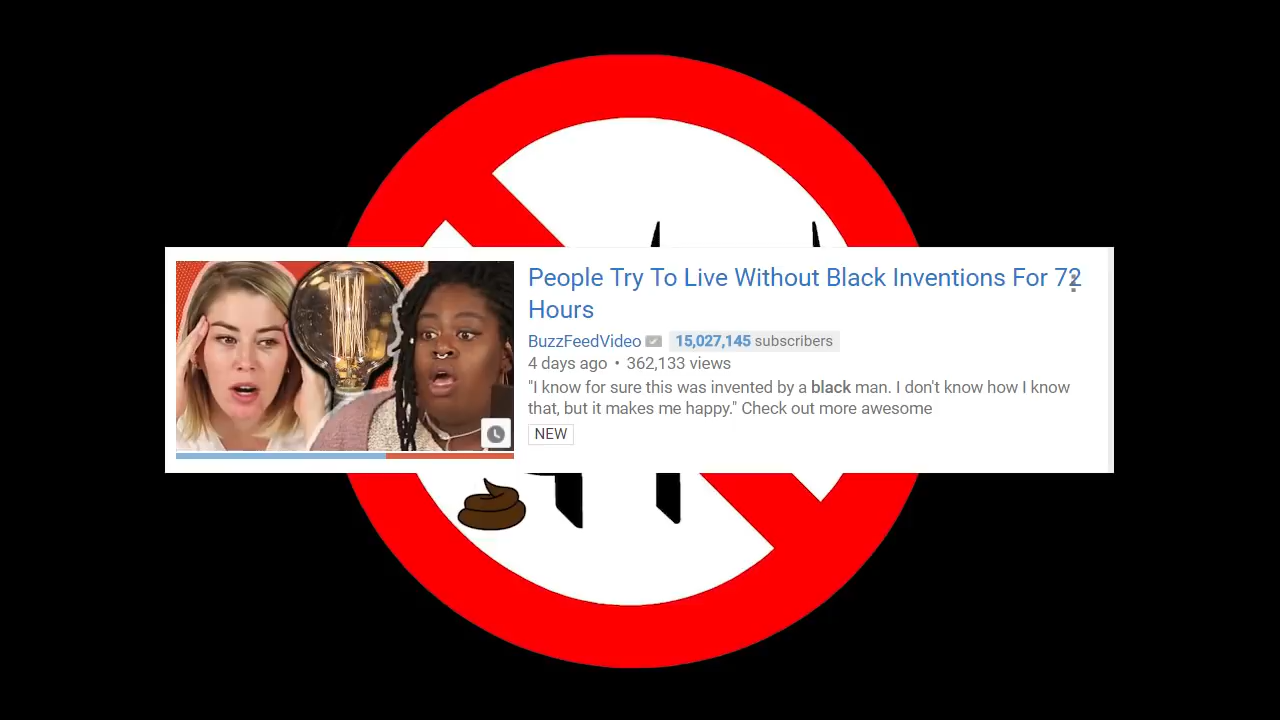 People Try To Live Without Black Inventions For 72
Hours
BuzzFeedVideo 15,027,145 subscribers
4 days ago • 362,133 views
"I know for sure this was invented by a black man. I don't know how I know
that, but it makes me happy." Check out more awesome
NEW